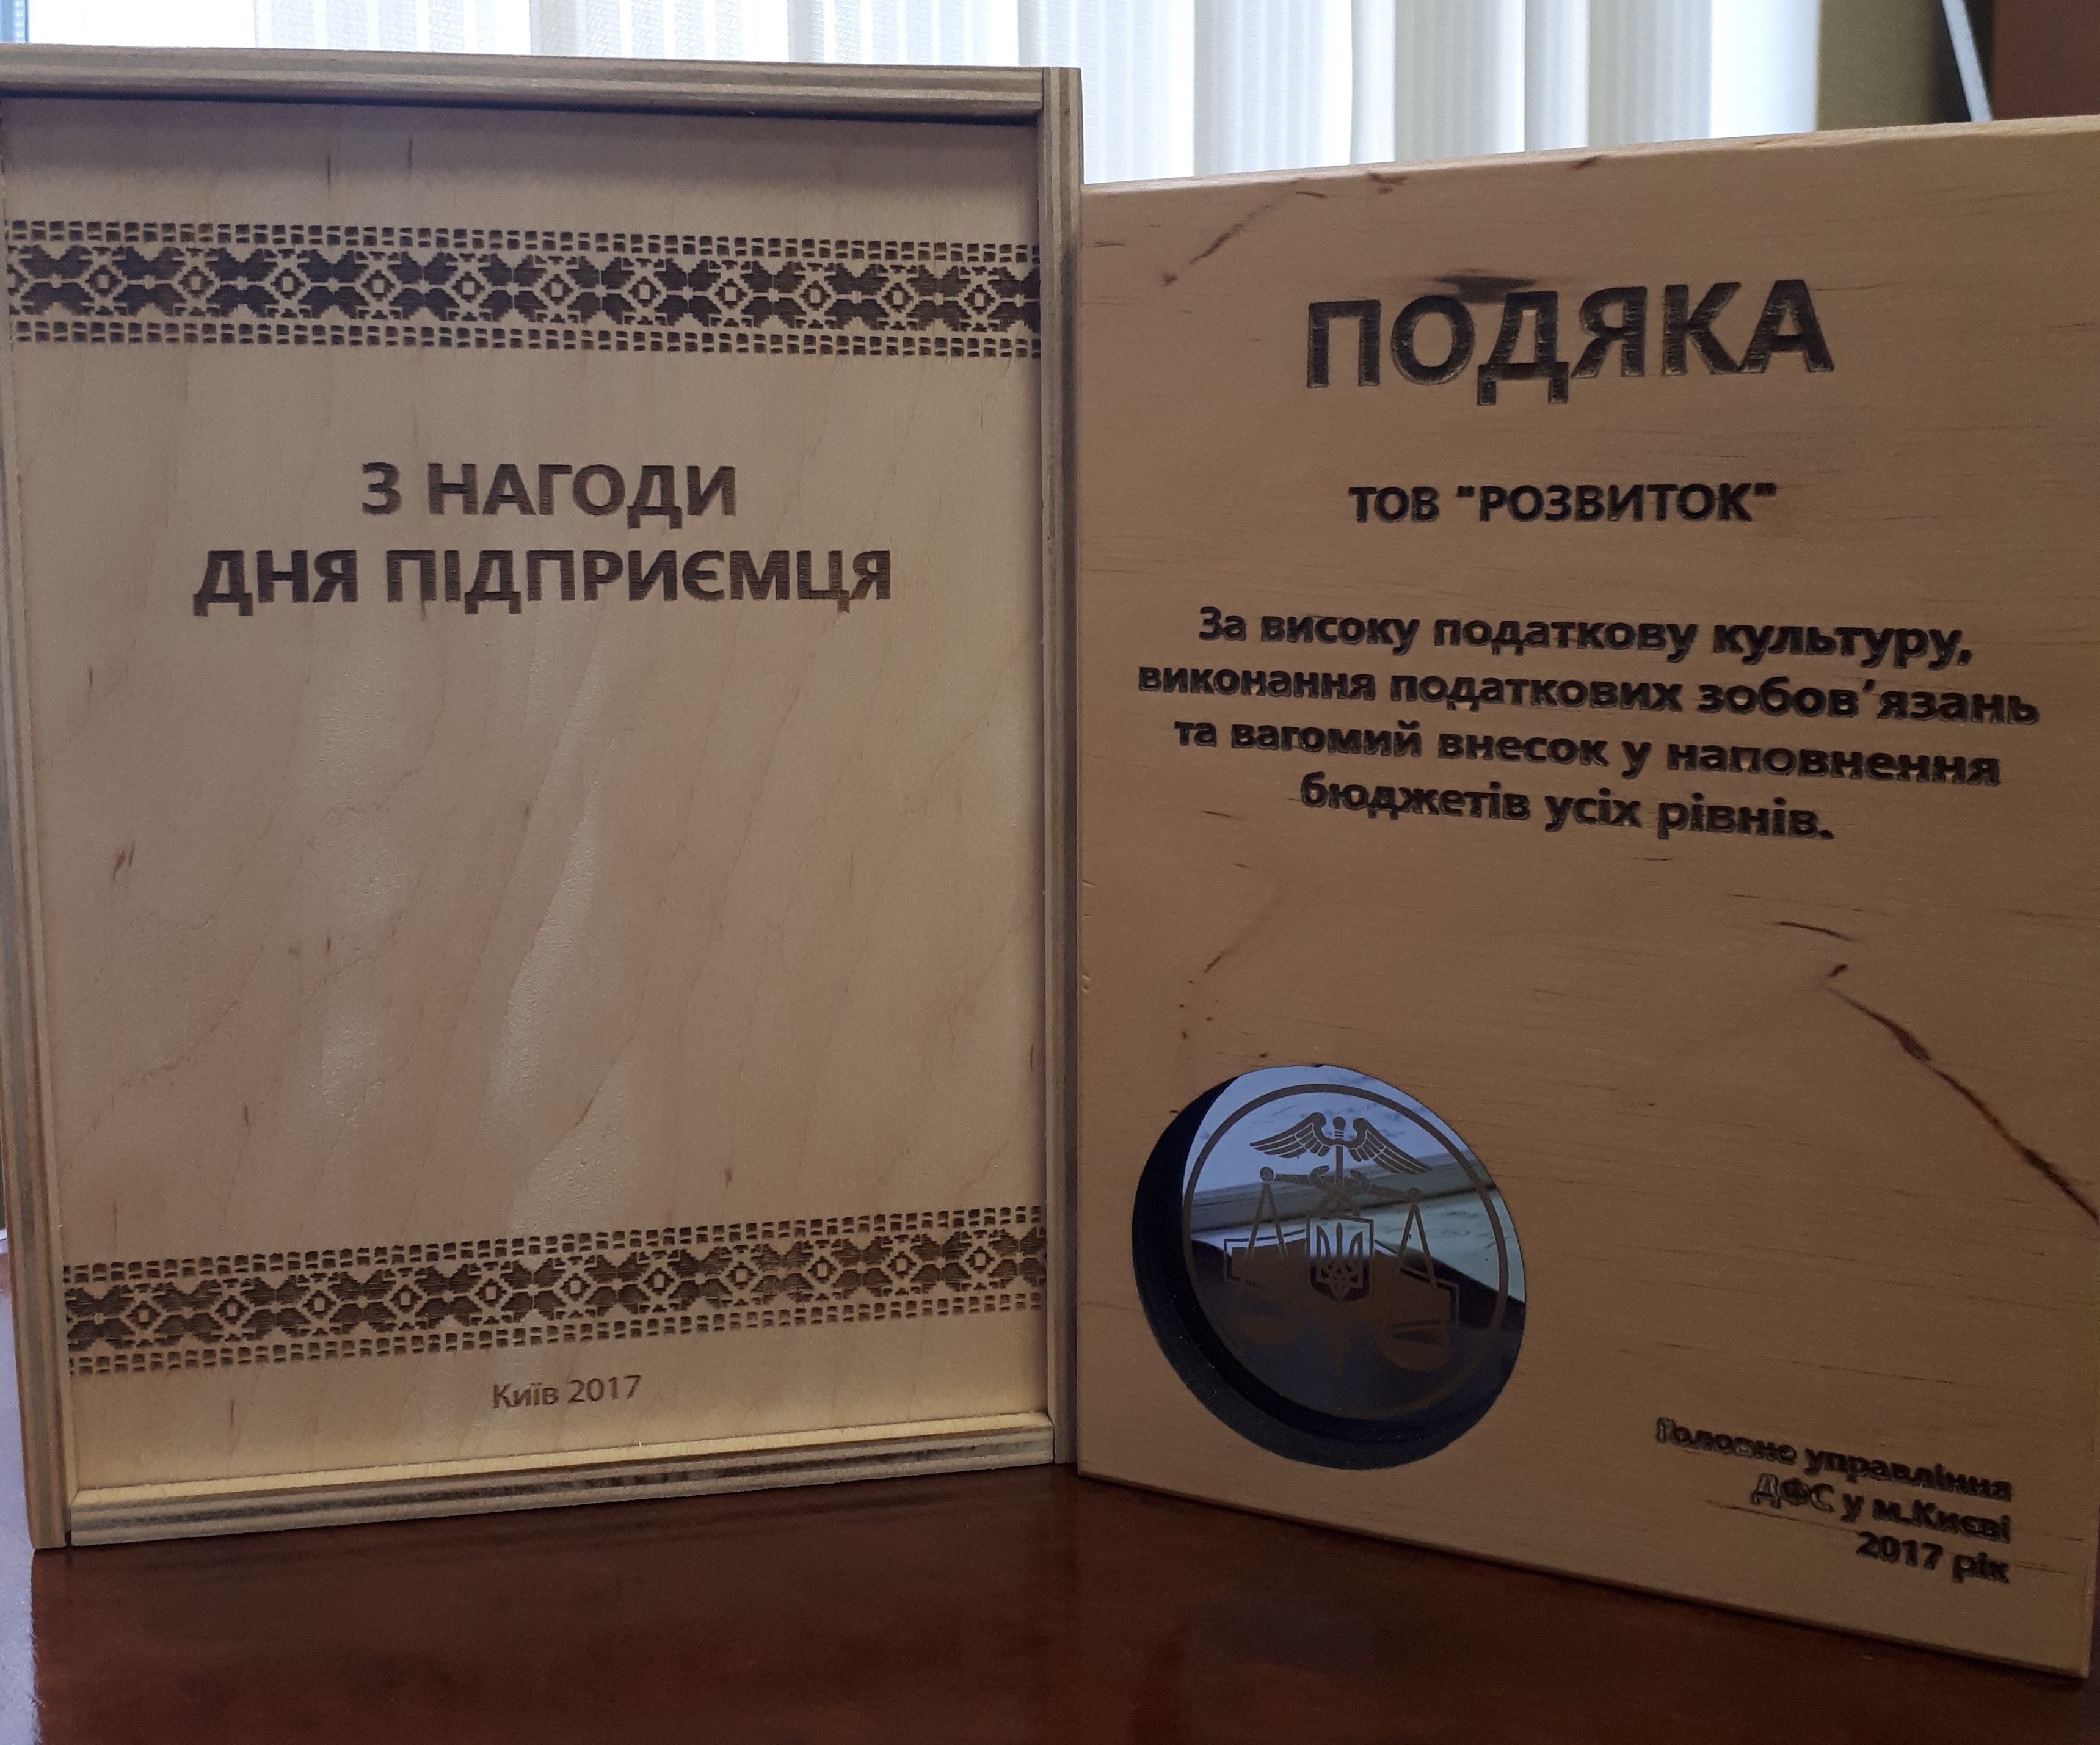 З НАГОДИ
ДНЯ ПІДПРИЄМЦЯ
Київ 2017
ПОДЯКА
ТОВ "РОЗВИТОК"
За високу податкову культуру,
виконання податкових зобов'язань
та вагомий внесок у наповнення
бюджетів усіх рівнів.
Головне управління
ДФС у м.Києві
2017 рік